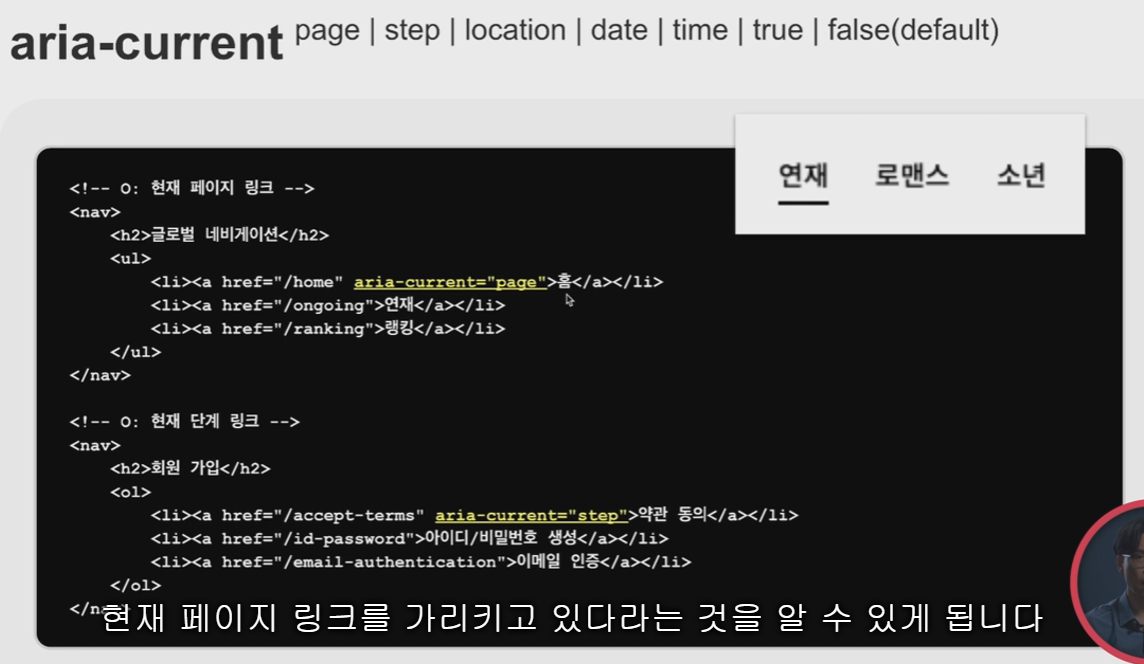 aria-current page | step | location | date | time | true | false(default)
연재 로맨스 소년
<!-- O: 현재 페이지 링크 -->
<nav>
    <h2>글로벌 네비게이션</h2>
    <ul>
        <li><a href="/home" aria-current="page">홈</a></li>
        <li><a href="/ongoing">연재</a></li>
        <li><a href="/ranking">랭킹</a></li>
    </ul>
</nav>
<!-- O: 현재 단계 링크 -->
<nav>
    <h2>회원 가입</h2>
    <ol>
        <li><a href="/accept-terms" aria-current="step">약관 동의</a></li>
        <li><a href="/id-password">아이디/비밀번호 생성</a></li>
        <li><a href="/email-authentication">이메일 인증</a></li>
    </ol>
</na
현재 페이지 링크를 가리키고 있다라는 것을 알 수 있게 됩니다